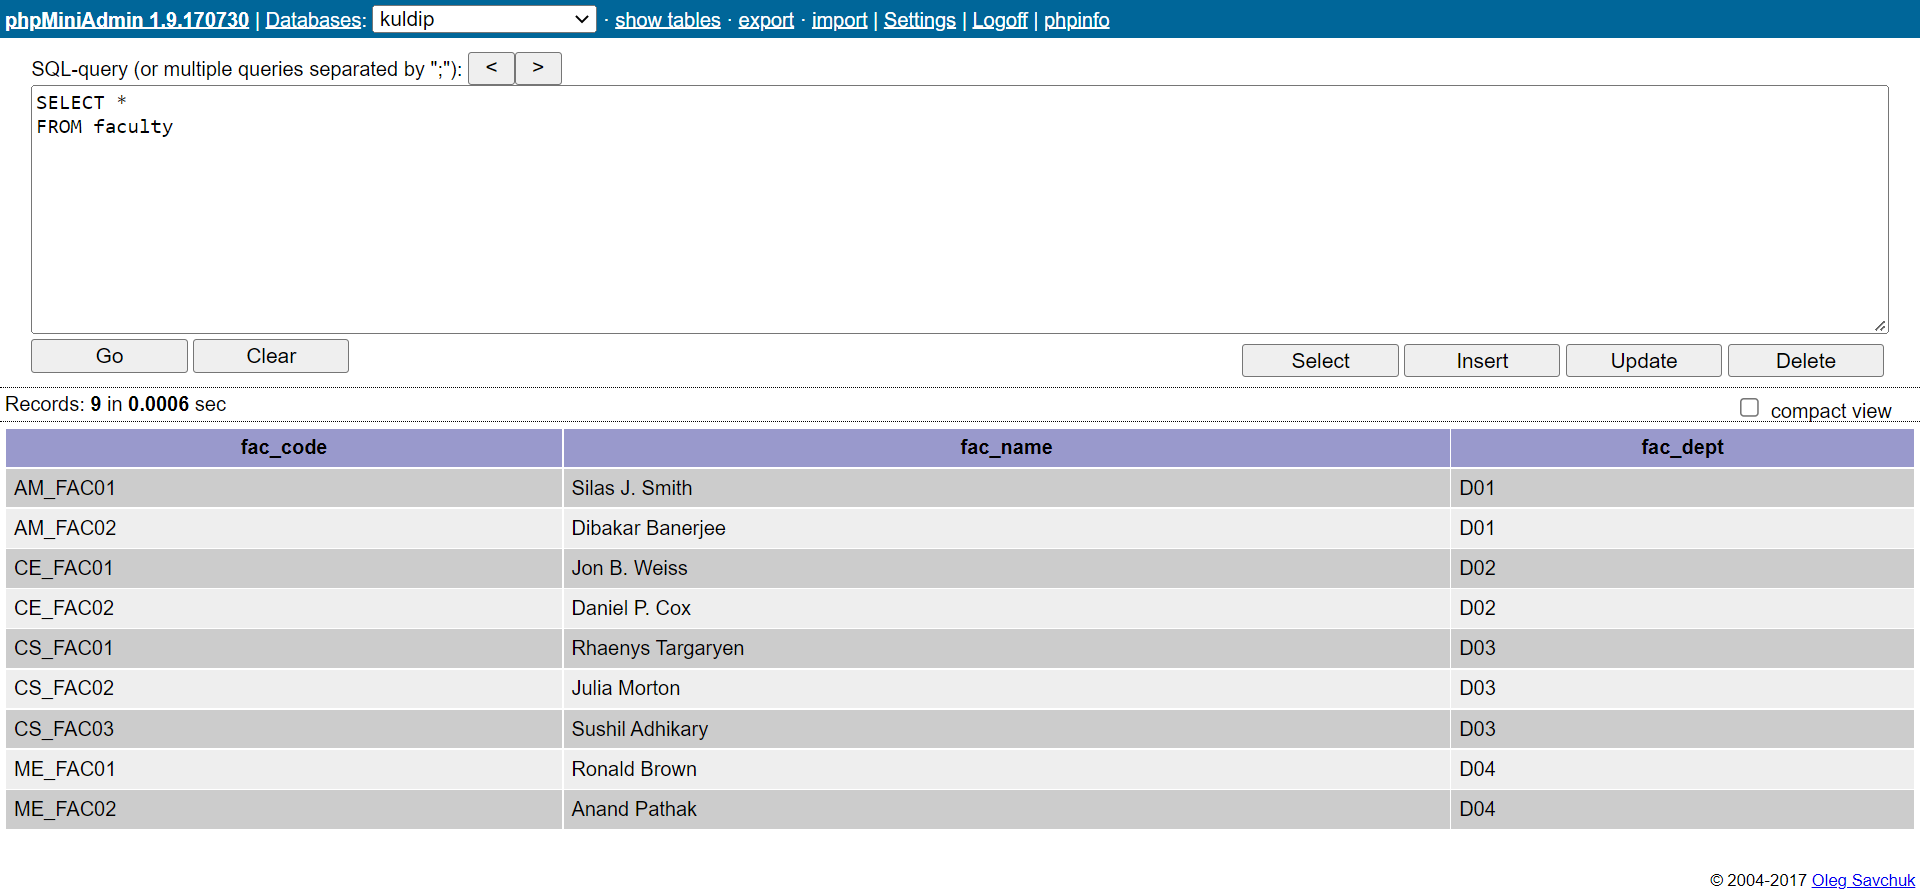 phpMiniAdmin 1.9.170730 | Databases: kuldip · show tables · export · import | Settings | Logoff | phpinfo
SQL-query (or multiple queries separated by ";"): < >
SELECT *
FROM faculty
Go Clear Select Insert Update Delete
Records: 9 in 0.0006 sec compact view
fac_code fac_name fac_dept
AM_FAC01 Silas J. Smith D01
AM_FAC02 Dibakar Banerjee D01
CE_FAC01 Jon B. Weiss D02
CE_FAC02 Daniel P. Cox D02
CS_FAC01 Rhaenys Targaryen D03
CS_FAC02 Julia Morton D03
CS_FAC03 Sushil Adhikary D03
ME_FAC01 Ronald Brown D04
ME_FAC02 Anand Pathak D04
© 2004-2017 Oleg Savchuk